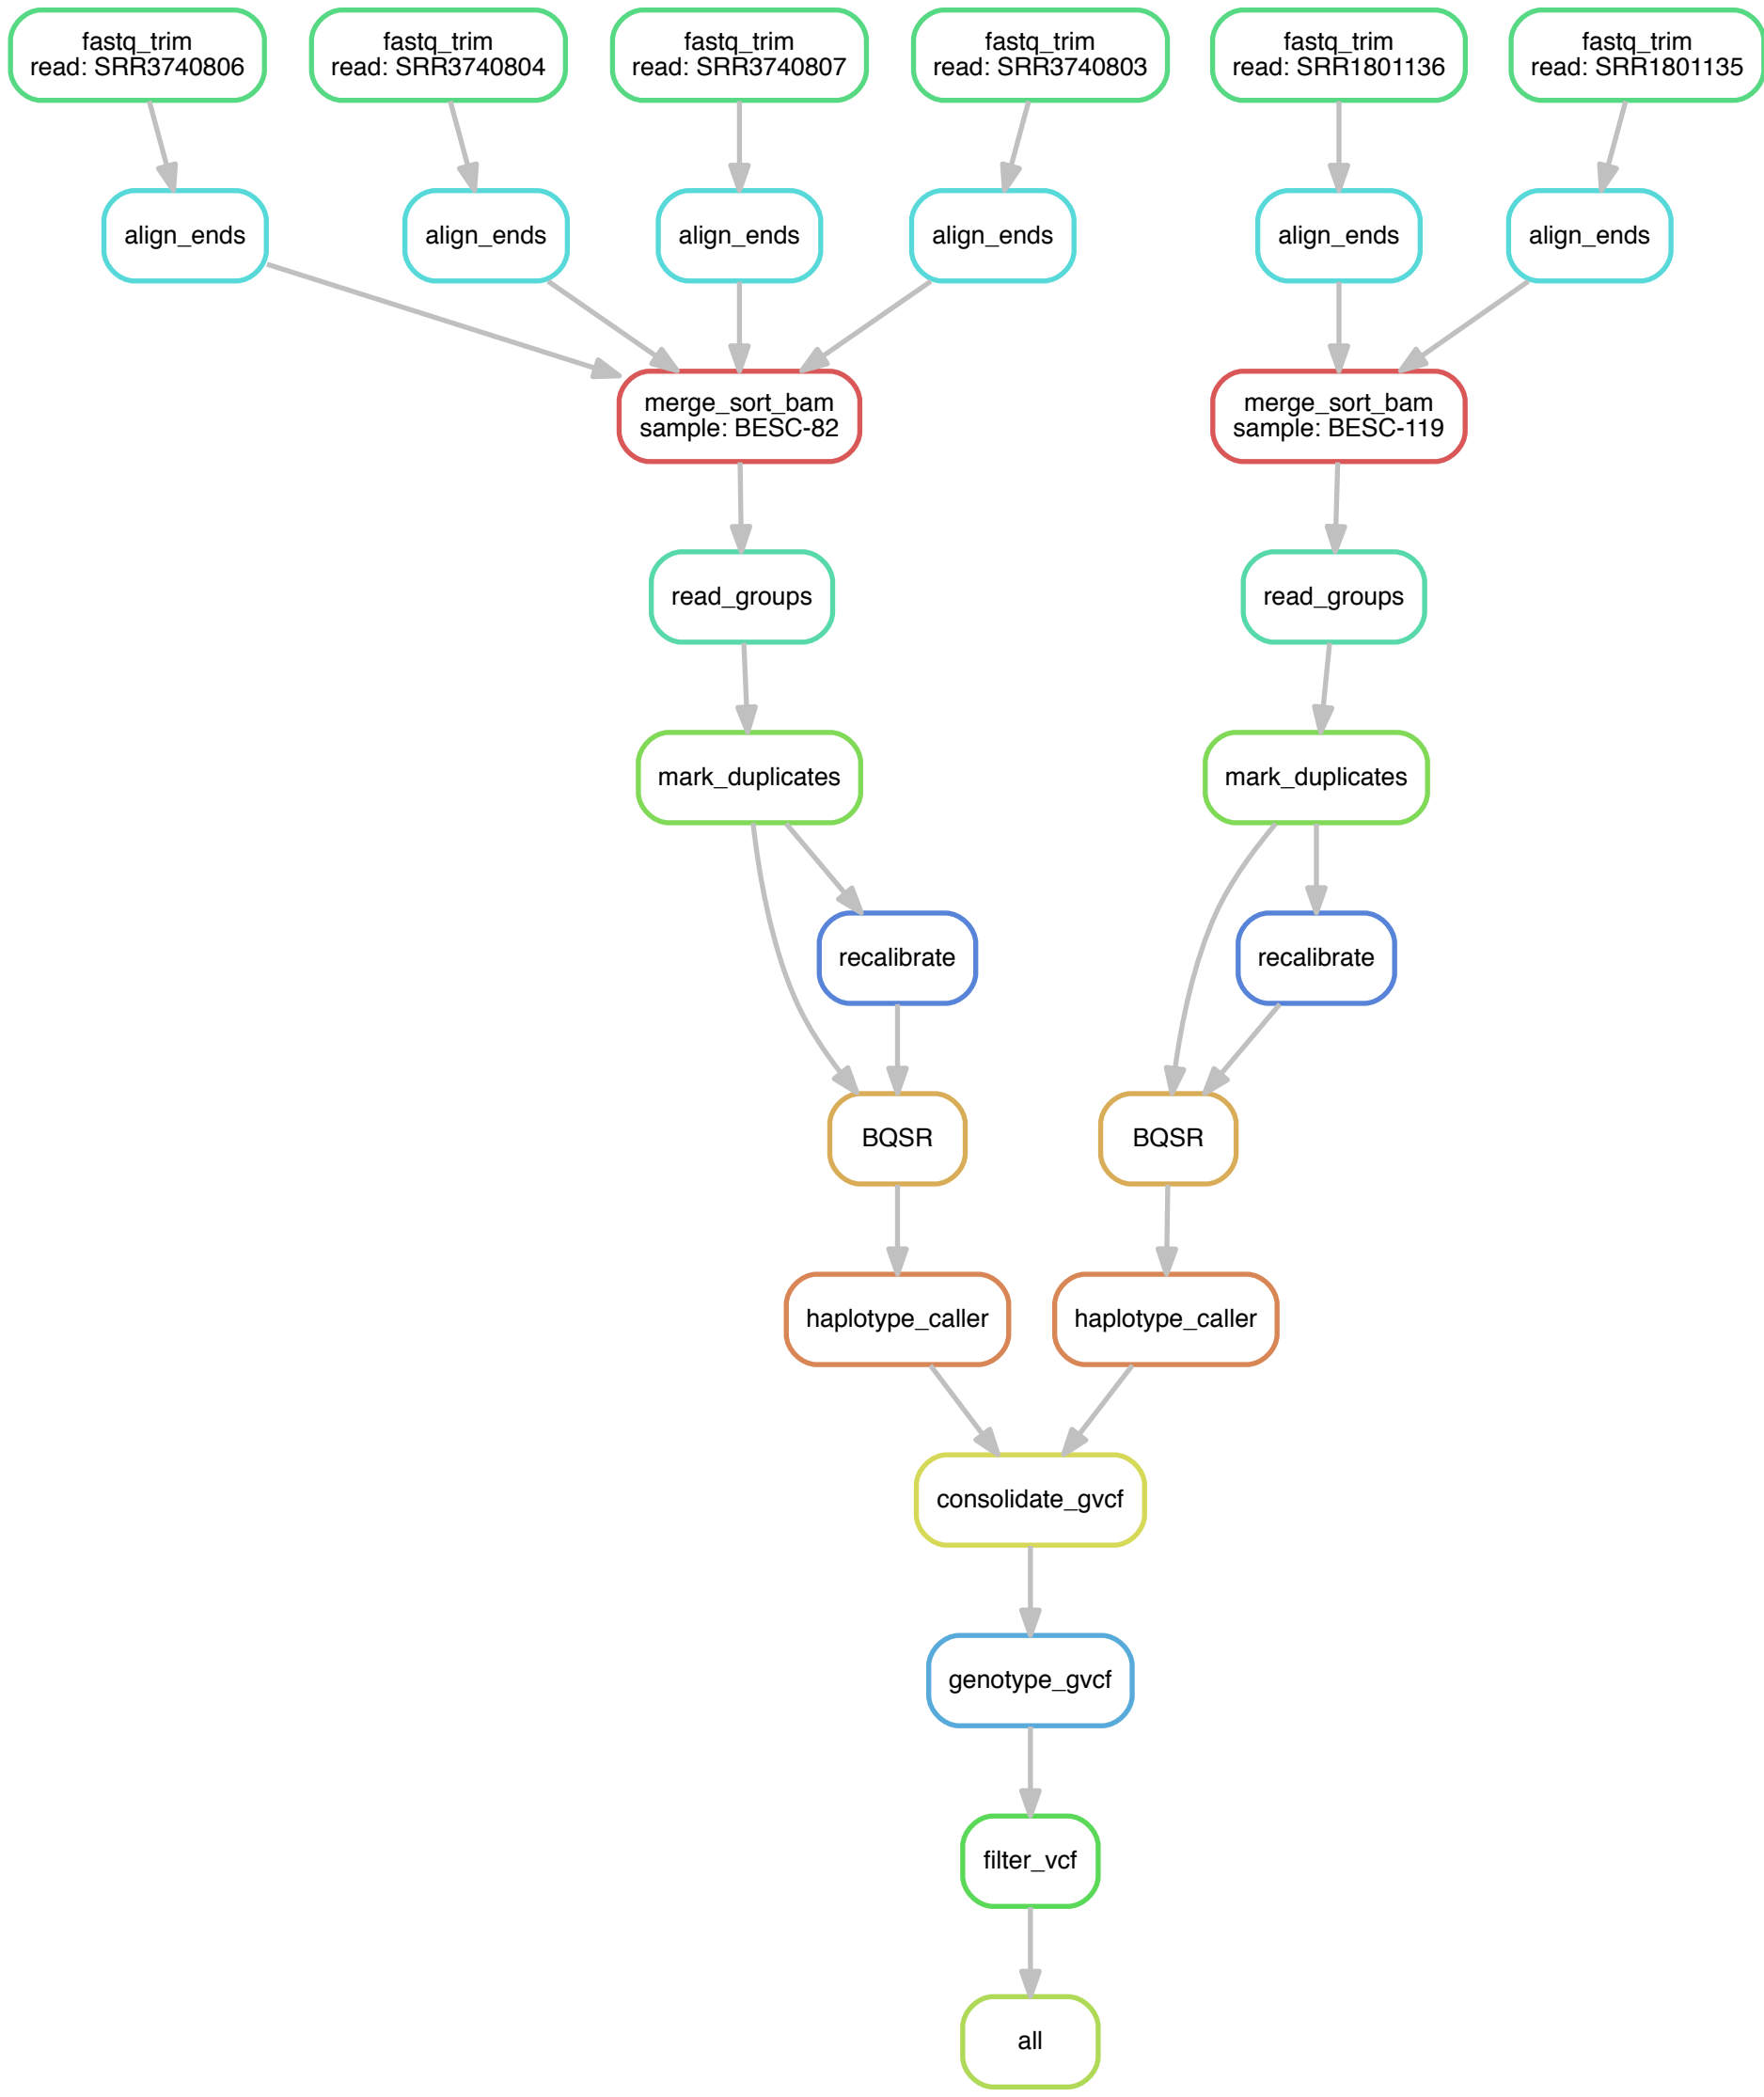 fastq_trim
read: SRR3740806
fastq_trim
read: SRR3740804
fastq_trim
read: SRR3740807
fastq_trim
read: SRR3740803
fastq_trim
read: SRR1801136
fastq_trim
read: SRR1801135
align_ends
align_ends
align_ends
align_ends
align_ends
align_ends
merge_sort_bam
sample: BESC-82
merge_sort_bam
sample: BESC-119
read_groups
read_groups
mark_duplicates
mark_duplicates
recalibrate
recalibrate
BQSR
BQSR
haplotype_caller
haplotype_caller
consolidate_gvcf
genotype_gvcf
filter_vcf
all